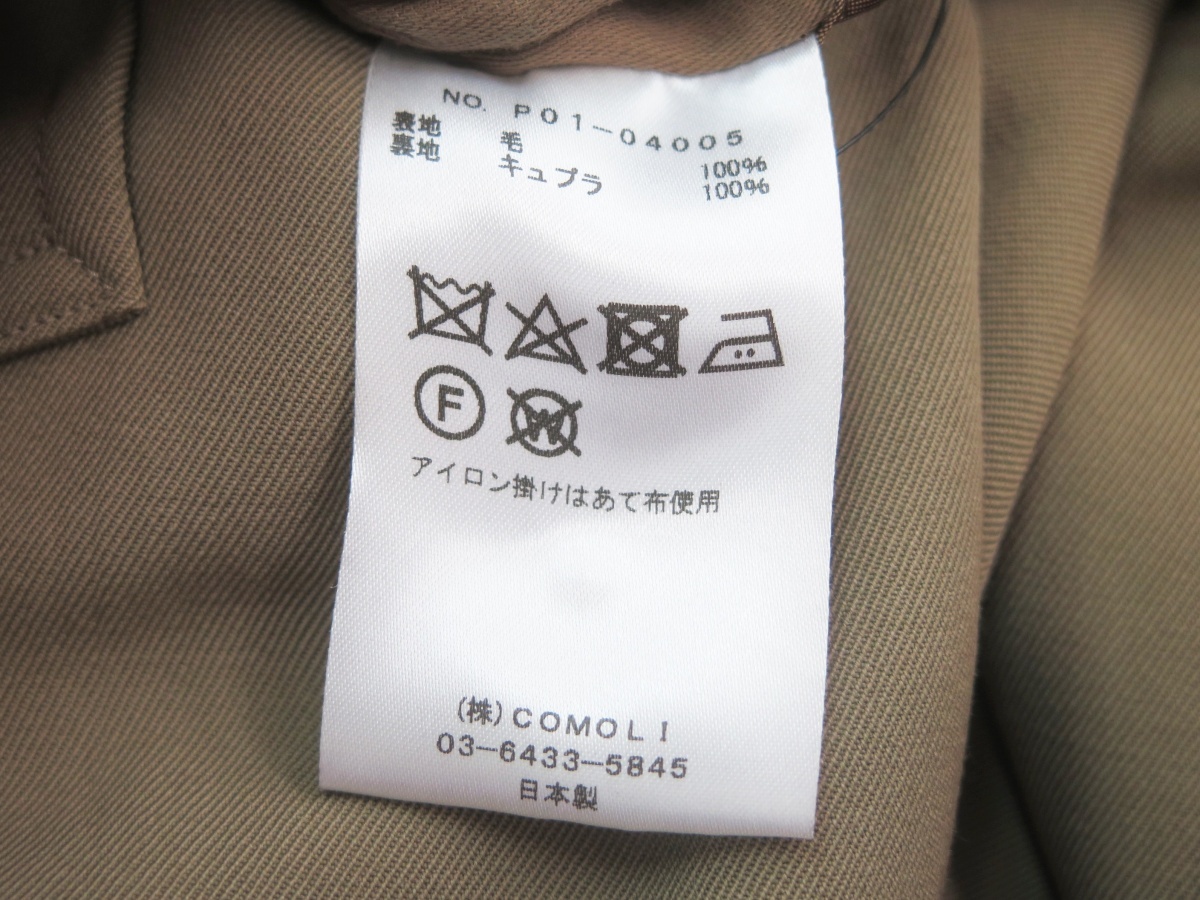 NO. P01-04005
表地 毛 100%
裏地 キュプラ 100%
F
W
アイロン掛けはあて布使用
(株)COMOLI
03-6433-5845
日本製